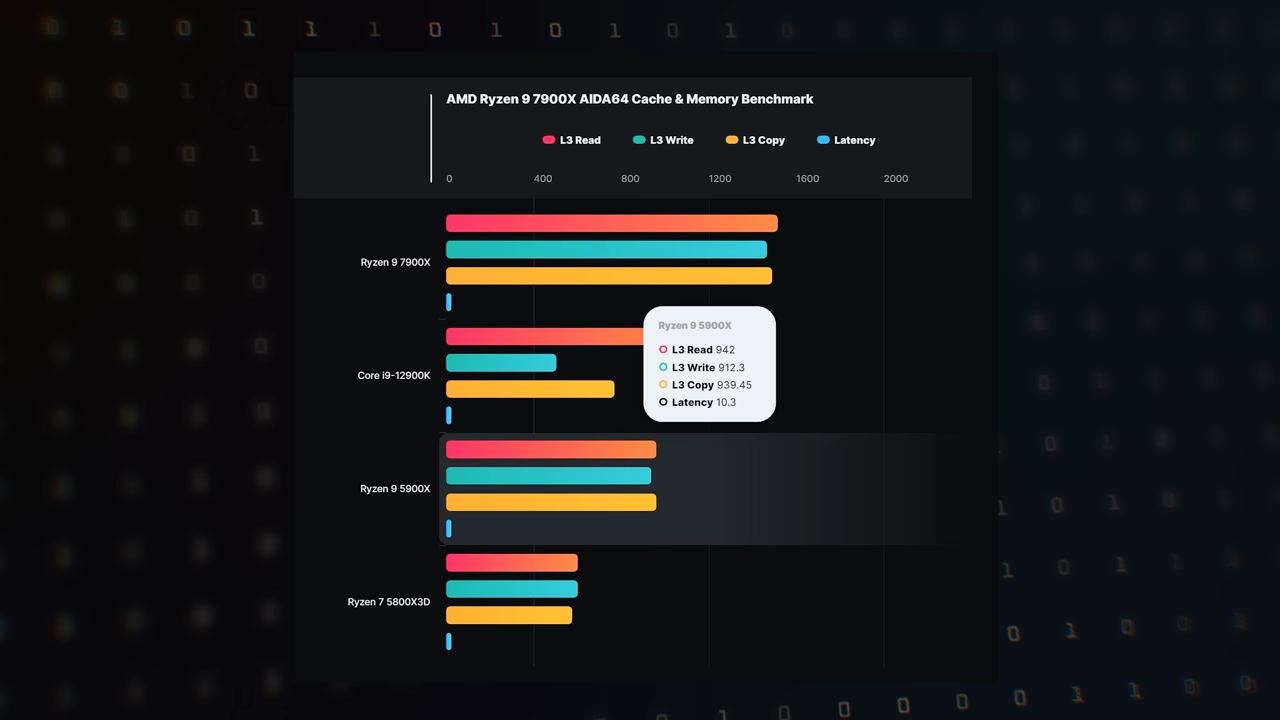 AMD Ryzen 9 7900X AIDA64 Cache & Memory Benchmark
L3 Read L3 Write L3 Copy Latency
0 400 800 1200 1600 2000
Ryzen 9 7900X
Core i9-12900K
Ryzen 9 5900X
L3 Read 942
L3 Write 912.3
L3 Copy 939.45
Latency 10.3
Ryzen 9 5900X
Ryzen 7 5800X3D